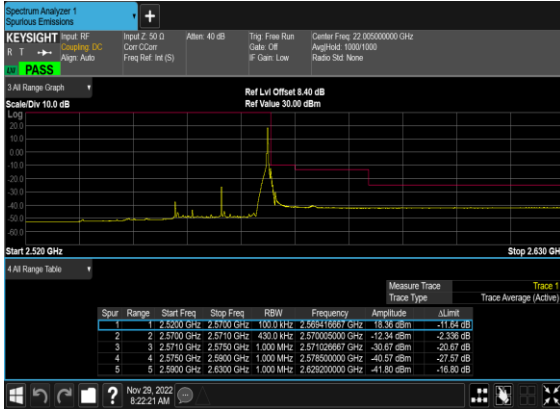 Spectrum Analyzer 1
Spurious Emissions
+
KEYSIGHT Input: RF Input Z: 50 Ω Atten: 40 dB Trig: Free Run Center Freq: 22.005000000 GHz
R T Coupling: DC Corr CCorr Gate: Off Avg|Hold: 1000/1000
Align: Auto Freq Ref: Int (S) IF Gain: Low Radio Std: None
PASS
3 All Range Graph
Ref Lvl Offset 8.40 dB
Scale/Div 10.0 dB Ref Value 30.00 dBm
Log
20.0
10.0
0.00
-10.0
-20.0
-30.0
-40.0
-50.0
-60.0
Start 2.520 GHz Stop 2.630 GH
4 All Range Table
Measure Trace Trace 1
Trace Type Trace Average (Active)
Spur Range Start Freq Stop Freq RBW Frequency Amplitude ΔLimit
1 1 2.5200 GHz 2.5700 GHz 100.0 kHz 2.569416667 GHz 18.36 dBm -11.64 dB
2 2 2.5700 GHz 2.5710 GHz 430.0 kHz 2.570005000 GHz -12.34 dBm -2.336 dB
3 3 2.5710 GHz 2.5750 GHz 1.000 MHz 2.571026667 GHz -30.67 dBm -20.67 dB
4 4 2.5750 GHz 2.5900 GHz 1.000 MHz 2.578500000 GHz -40.57 dBm -27.57 dB
5 5 2.5900 GHz 2.6300 GHz 1.000 MHz 2.629200000 GHz -41.80 dBm -16.80 dB
?
Nov 29, 2022
8:22:21 AM